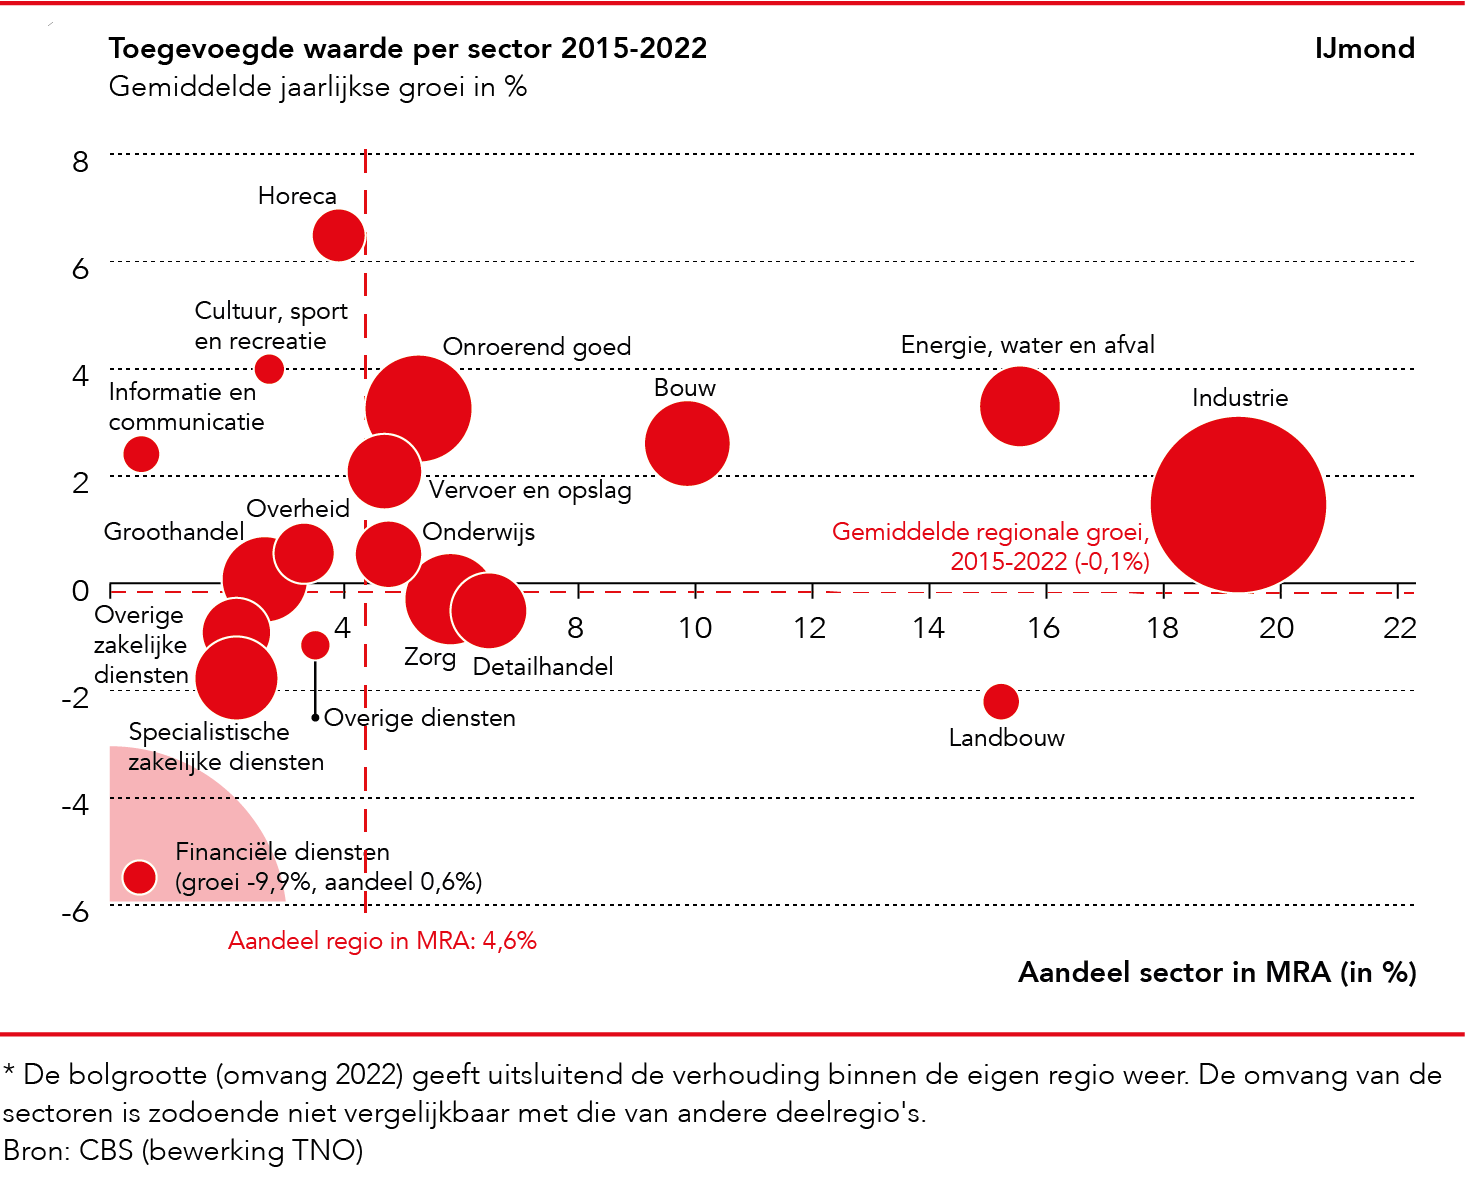 Toegevoegde waarde per sector 2015-2022
IJmond
Gemiddelde jaarlijkse groei in %
8
Horeca
6
Cultuur, sport
en recreatie
Onroerend goed
Energie, water en afval
4
Informatie en
communicatie
Bouw
Industrie
2
Vervoer en opslag
Overheid
Groothandel
Onderwijs
Gemiddelde regionale groei,
2015-2022 (-0,1%)
0
4
8
10
12
14
16
18
20
22
Overige
zakelijke
diensten
Zorg
Detailhandel
-2
Overige diensten
Specialistische
zakelijke diensten
Landbouw
-4
Financiële diensten
(groei -9,9%, aandeel 0,6%)
-6
Aandeel regio in MRA: 4,6%
Aandeel sector in MRA (in %)
* De bolgrootte (omvang 2022) geeft uitsluitend de verhouding binnen de eigen regio weer. De omvang van de
sectoren is zodoende niet vergelijkbaar met die van andere deelregio's.
Bron: CBS (bewerking TNO)